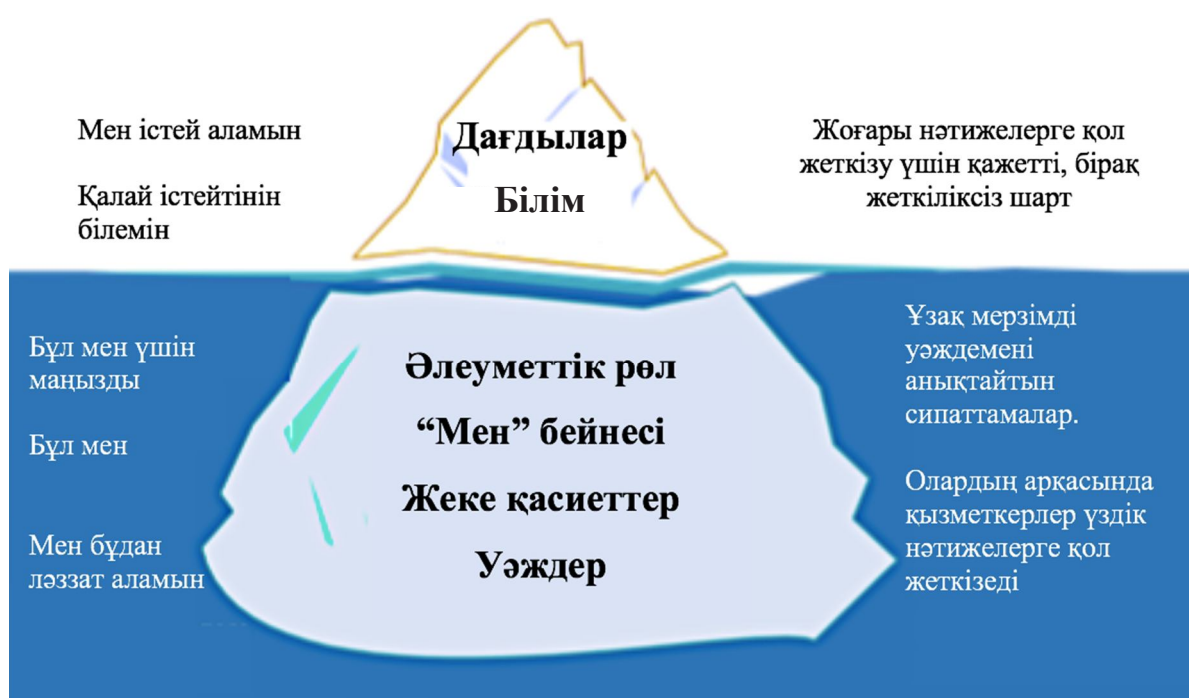 Мен істей аламын
Қалай істейтінін
білемін
Дағдылар
Білім
Жоғары нәтижелерге қол
жеткізу үшін қажетті, бірақ
жеткіліксіз шарт
Бұл мен үшін
маңызды
Бұл мен
Мен бұдан
ләззат аламын
Әлеуметтік рөл
“Мен” бейнесі
Жеке қасиеттер
Уәждер
Ұзақ мерзімді
уәждемені
анықтайтын
сипаттамалар.
Олардың арқасында
қызметкерлер үздік
нәтижелерге қол
жеткізеді